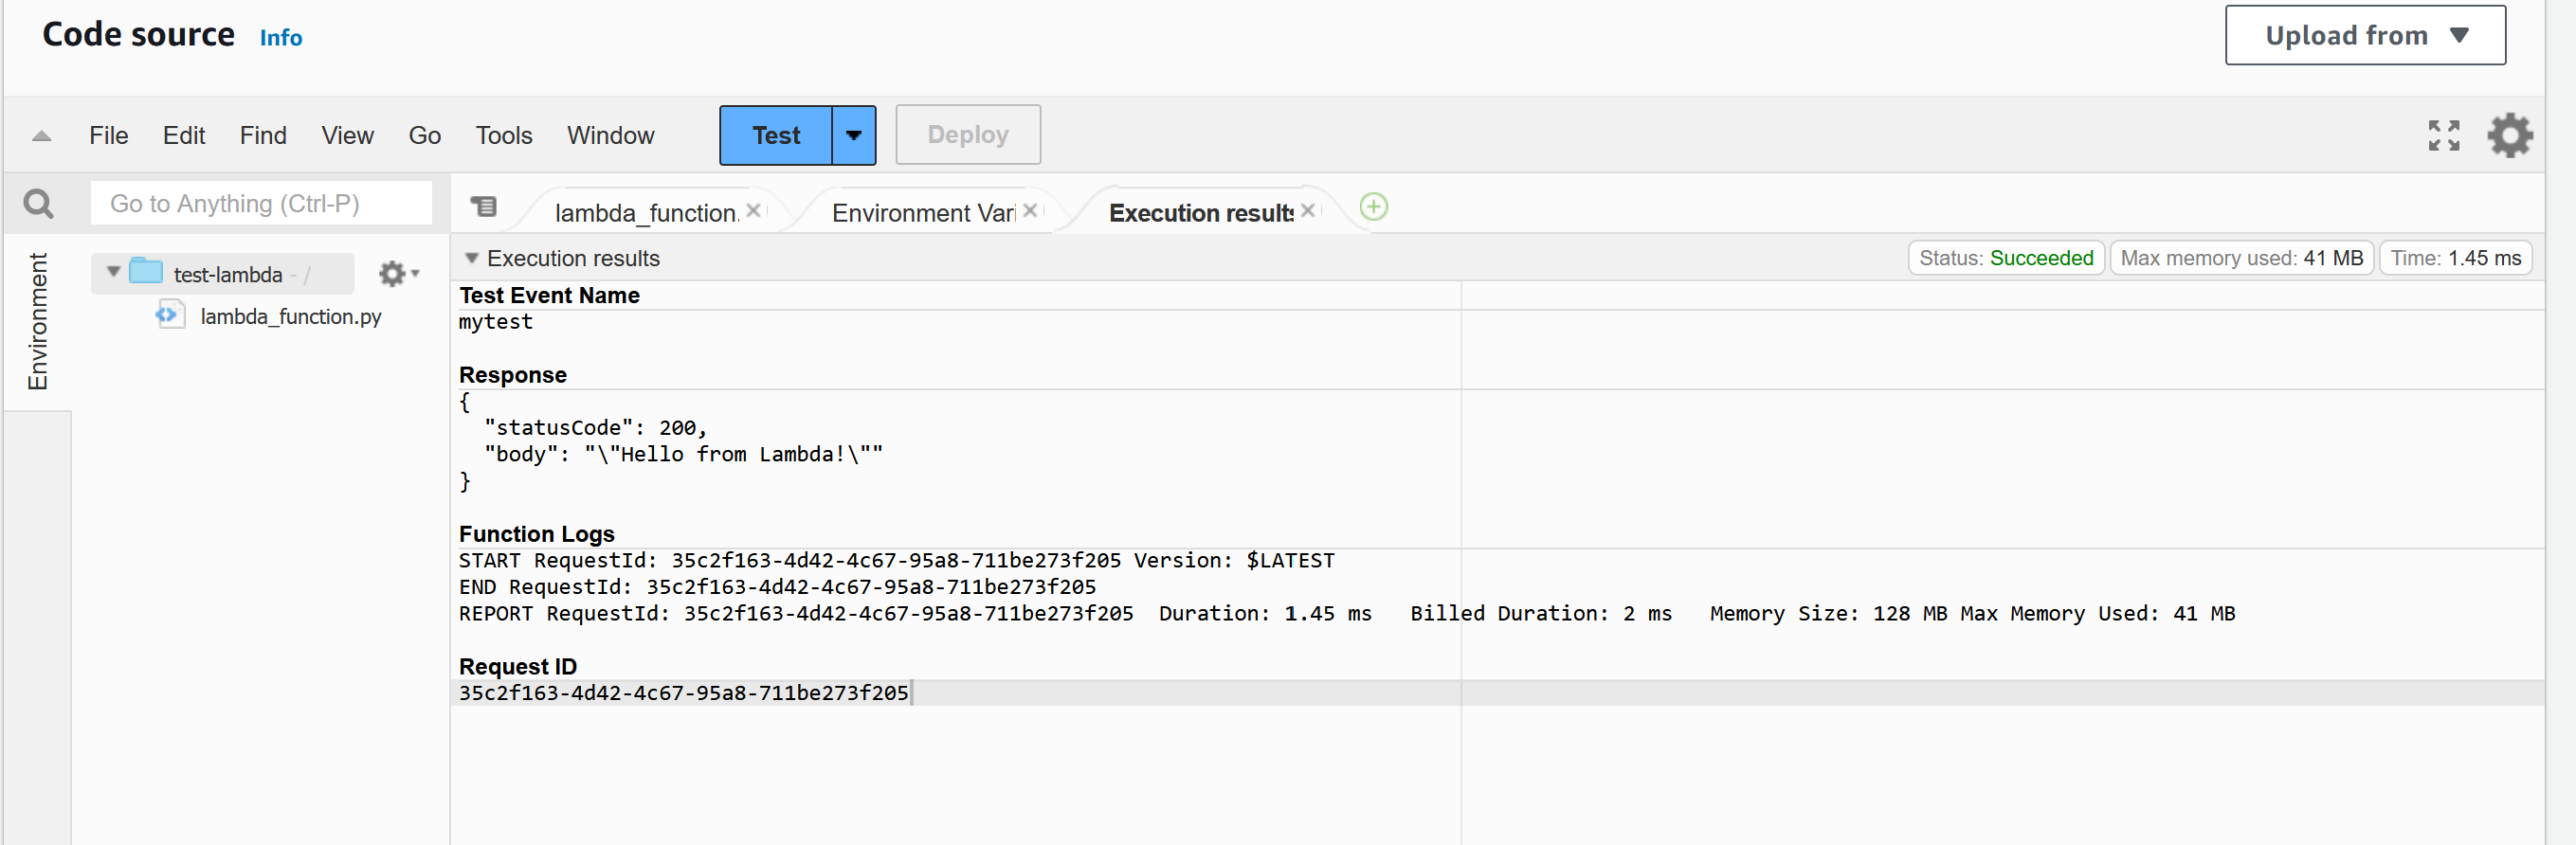 Code source Info
Upload from
File Edit Find View Go Tools Window Test Deploy
Go to Anything (Ctrl-P)
lambda_function. Environment Vari Execution results
Environment
test-lambda - /
lambda_function.py
Execution results
Status: Succeeded Max memory used: 41 MB Time: 1.45 ms
Test Event Name
mytest
Response
{
"statusCode": 200,
"body": "\"Hello from Lambda!\""
}
Function Logs
START RequestId: 35c2f163-4d42-4c67-95a8-711be273f205 Version: $LATEST
END RequestId: 35c2f163-4d42-4c67-95a8-711be273f205
REPORT RequestId: 35c2f163-4d42-4c67-95a8-711be273f205 Duration: 1.45 ms Billed Duration: 2 ms Memory Size: 128 MB Max Memory Used: 41 MB
Request ID
35c2f163-4d42-4c67-95a8-711be273f205